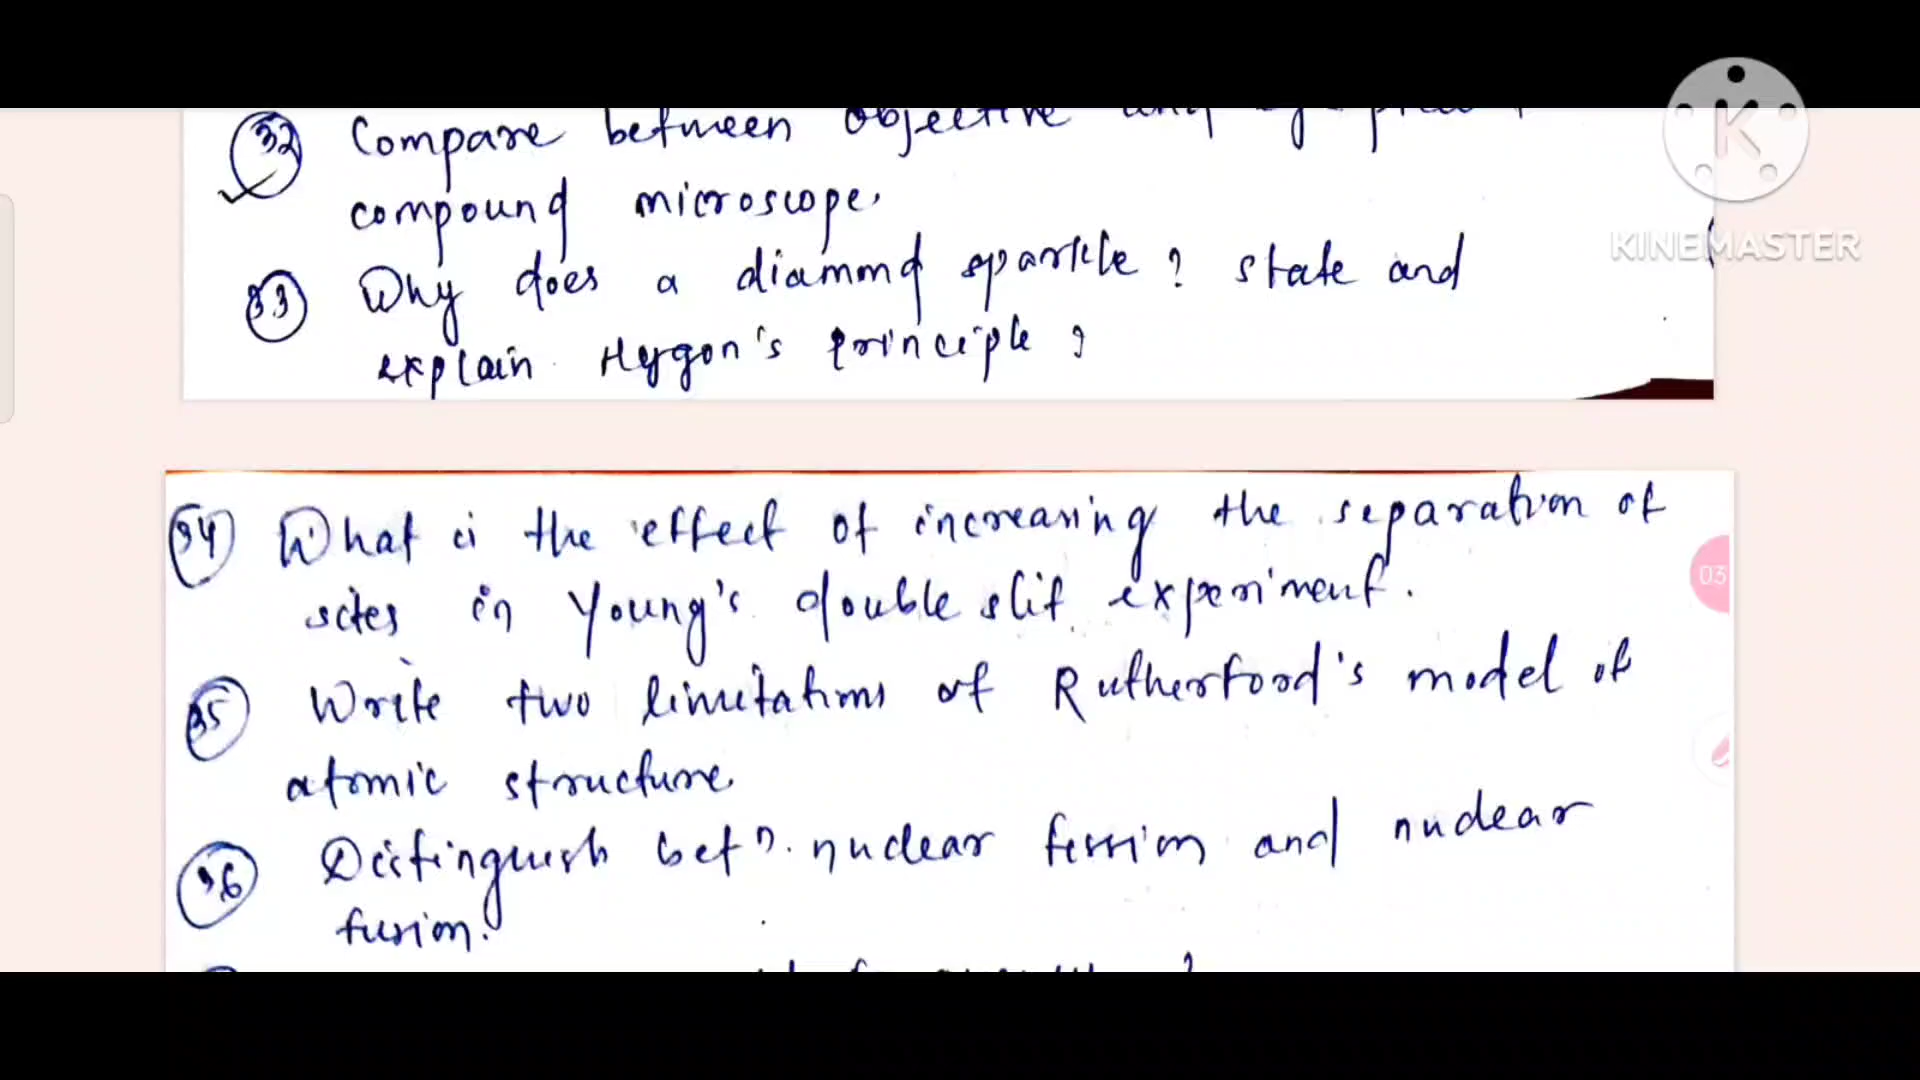 32 Compare between objective
compound microscope.
KINEMASTER
33 Why does a diamond sparkle? state and
explain Hygon's principle?
34 What is the effect of increasing the separation of
03
in Young's double slit experiment.
35 Write two limitations of Rutherford's model of
atomic structure.
36 Distinguish betn. nuclear fission and nuclear
fusion.